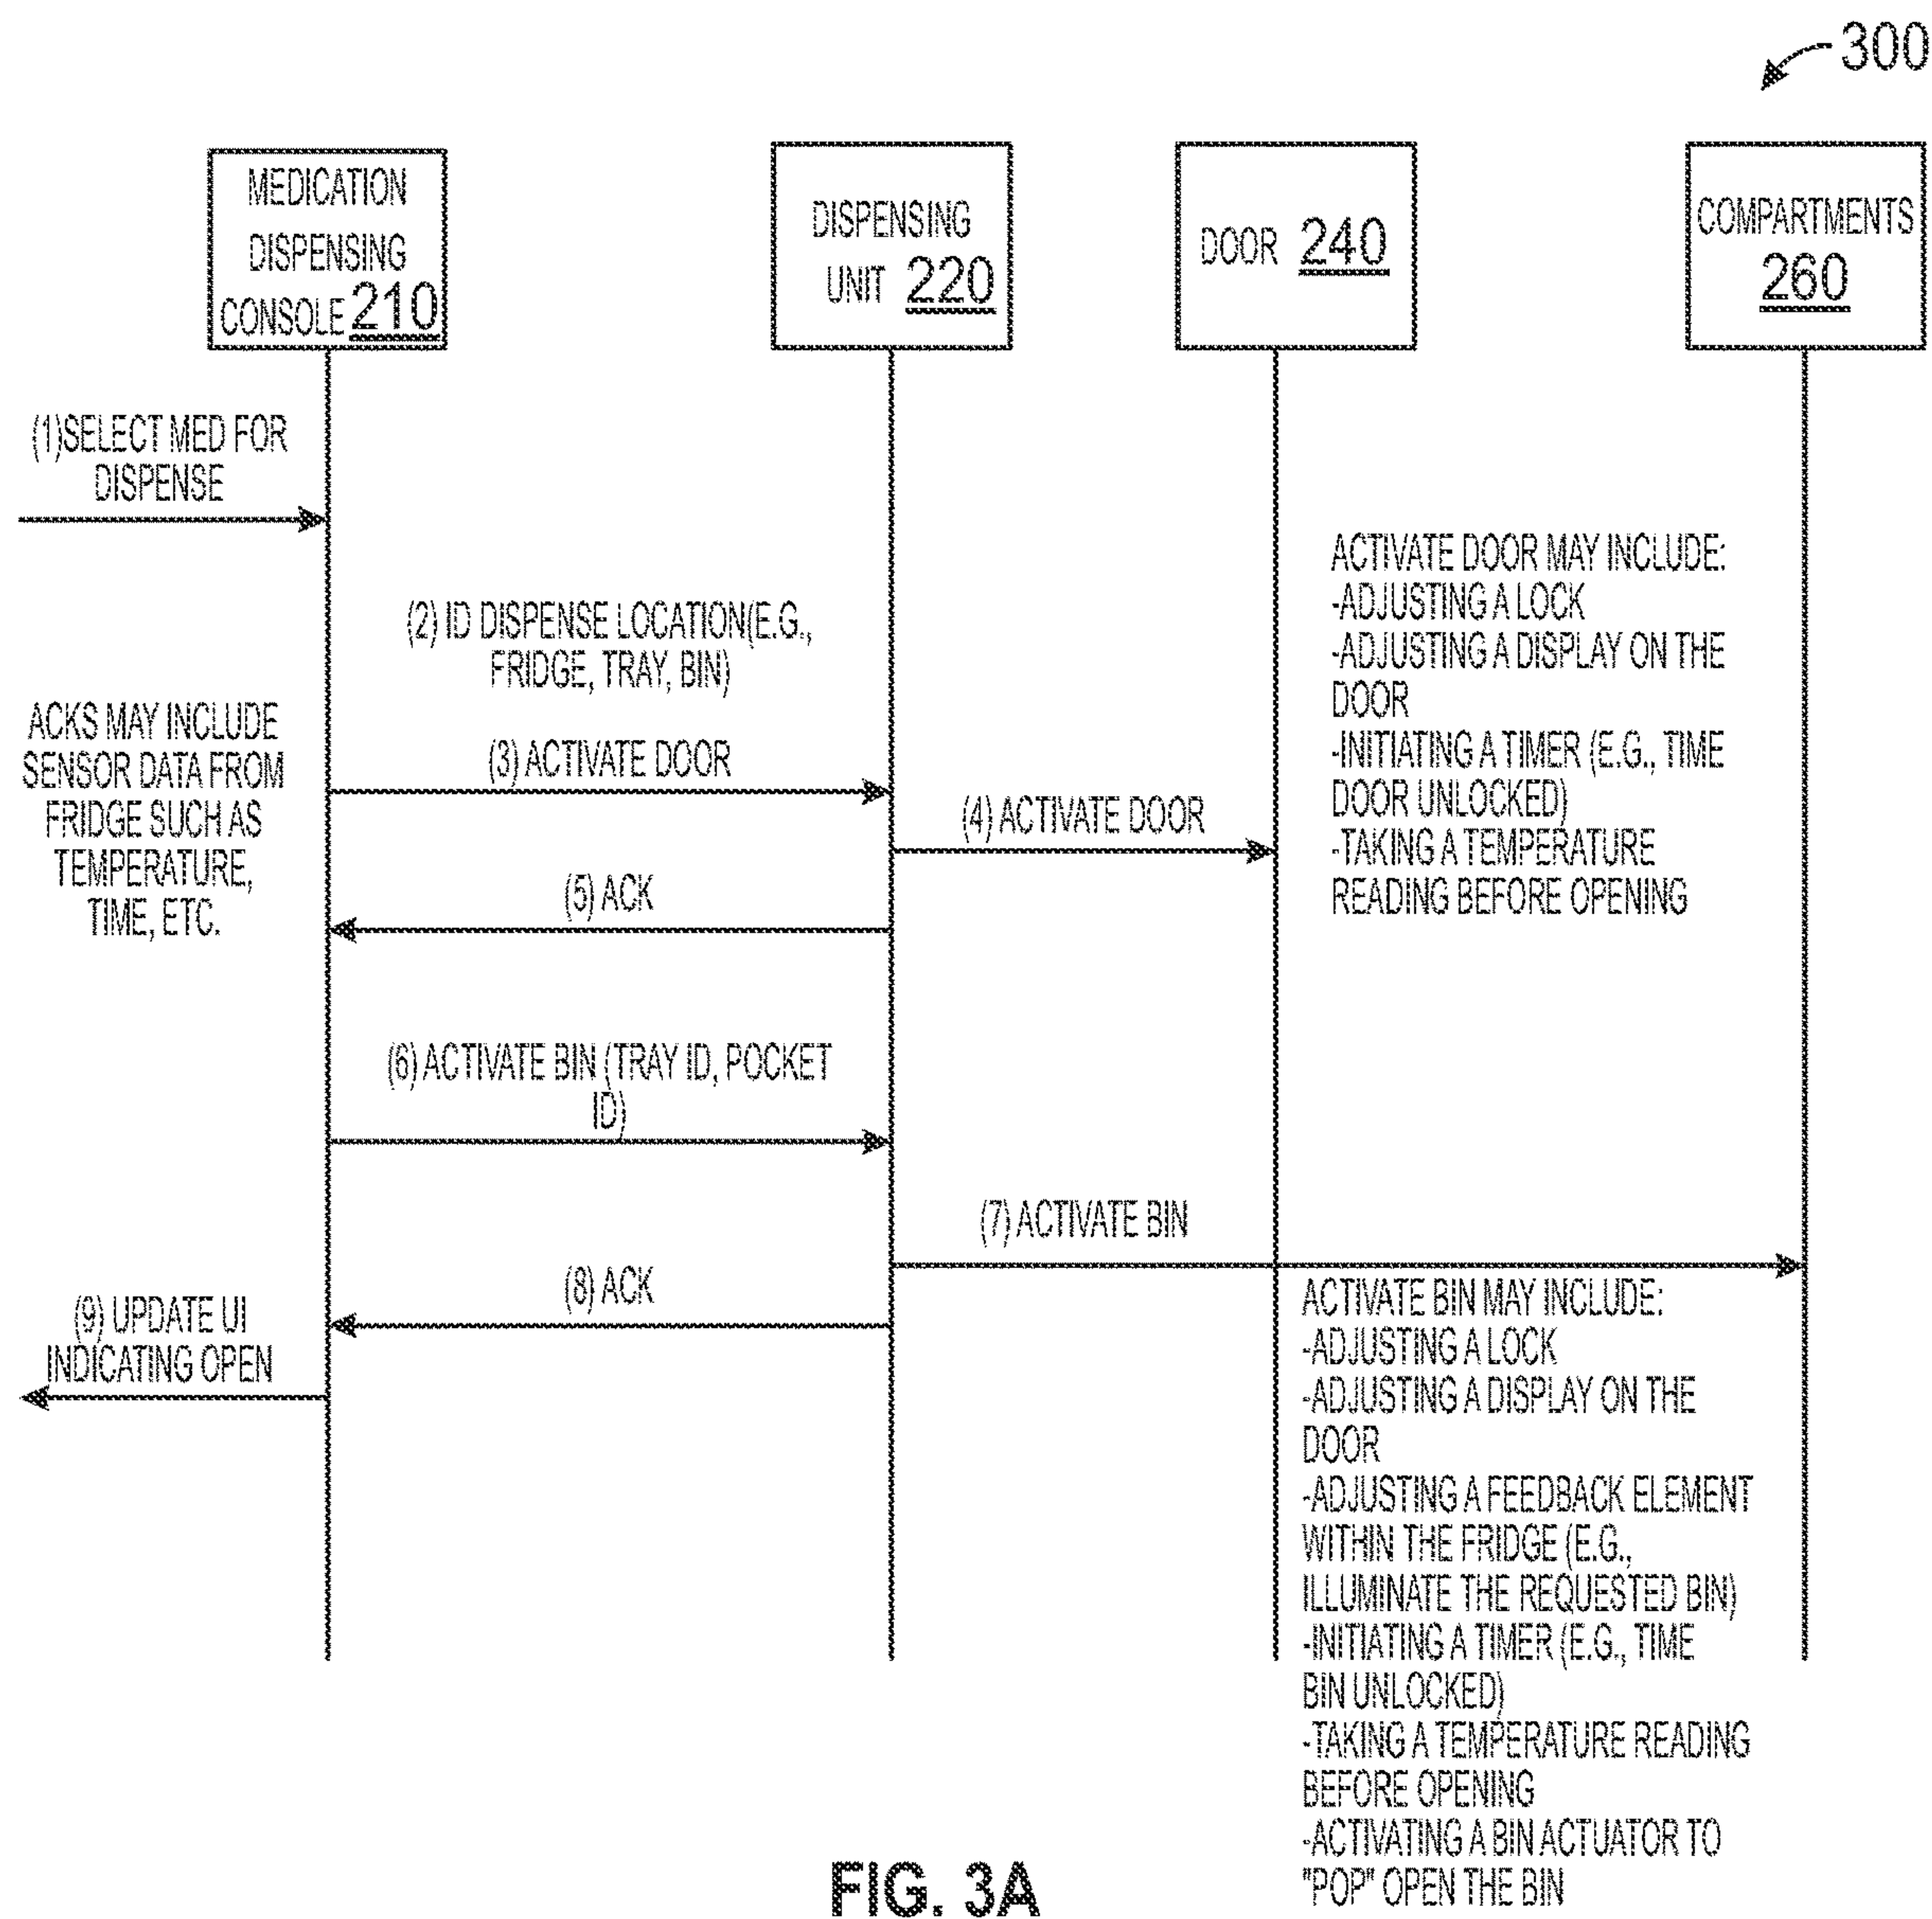 300
MEDICATION
DISPENSING
CONSOLE 210
DISPENSING
UNIT 220
DOOR 240
COMPARTMENTS
260
(1)SELECT MED FOR
DISPENSE
(2) ID DISPENSE LOCATION(E.G.,
FRIDGE, TRAY, BIN)
ACKS MAY INCLUDE
SENSOR DATA FROM
FRIDGE SUCH AS
TEMPERATURE,
TIME, ETC.
(3) ACTIVATE DOOR
(4) ACTIVATE DOOR
ACTIVATE DOOR MAY INCLUDE:
-ADJUSTING A LOCK
-ADJUSTING A DISPLAY ON THE
DOOR
-INITIATING A TIMER (E.G., TIME
DOOR UNLOCKED)
-TAKING A TEMPERATURE
READING BEFORE OPENING
(5) ACK
(6) ACTIVATE BIN (TRAY ID, POCKET
ID)
(7) ACTIVATE BIN
(8) ACK
(9) UPDATE UI
INDICATING OPEN
ACTIVATE BIN MAY INCLUDE:
-ADJUSTING A LOCK
-ADJUSTING A DISPLAY ON THE
DOOR
-ADJUSTING A FEEDBACK ELEMENT
WITHIN THE FRIDGE (E.G.,
ILLUMINATE THE REQUESTED BIN)
-INITIATING A TIMER (E.G., TIME
BIN UNLOCKED)
-TAKING A TEMPERATURE READING
BEFORE OPENING
-ACTIVATING A BIN ACTUATOR TO
"POP" OPEN THE BIN
FIG. 3A